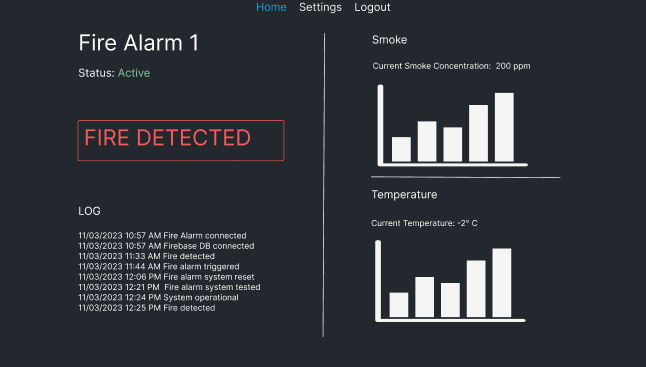 Home Settings Logout
Fire Alarm 1
Status: Active
FIRE DETECTED
LOG
11/03/2023 10:57 AM Fire Alarm connected
11/03/2023 10:57 AM Firebase DB connected
11/03/2023 11:33 AM Fire detected
11/03/2023 11:44 AM Fire alarm triggered
11/03/2023 12:06 PM Fire alarm system reset
11/03/2023 12:21 PM Fire alarm system tested
11/03/2023 12:24 PM System operational
11/03/2023 12:25 PM Fire detected
Smoke
Current Smoke Concentration: 200 ppm
Temperature
Current Temperature: -2° C